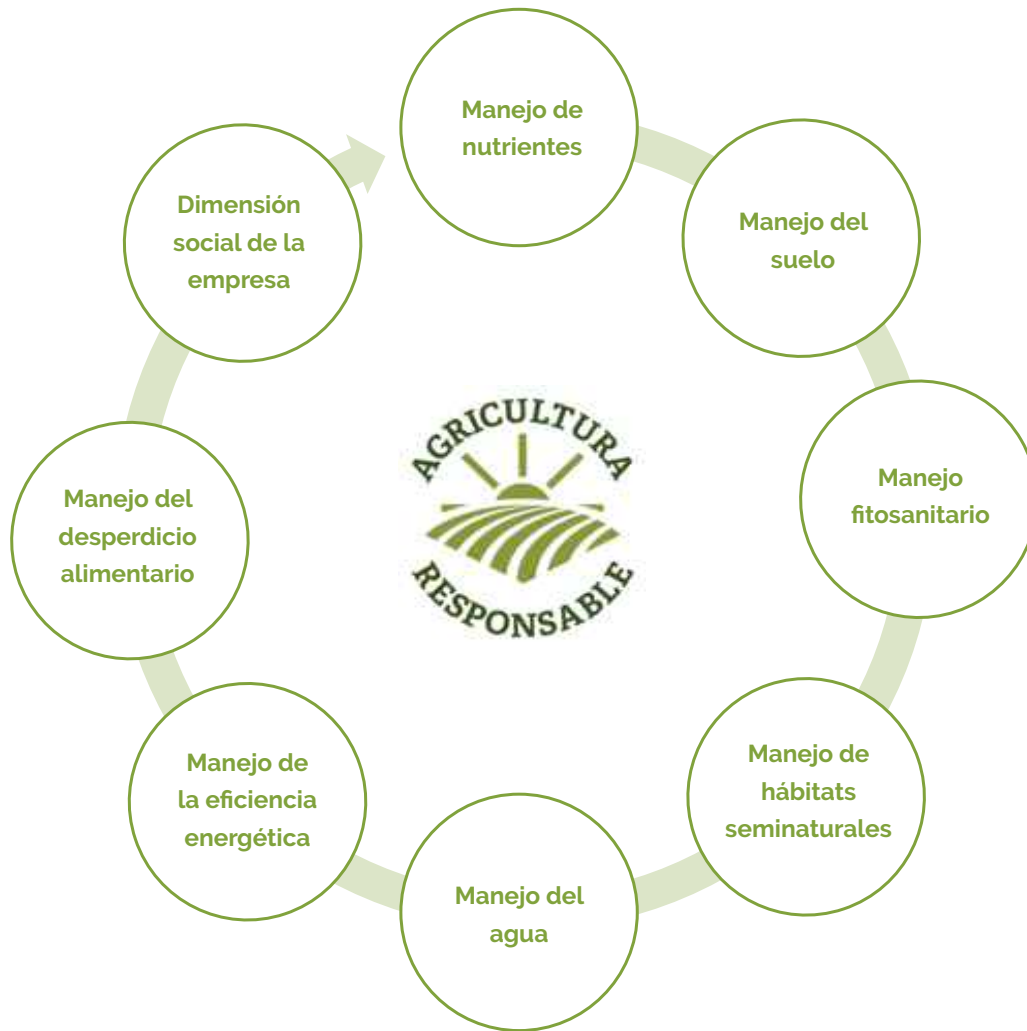 Manejo de
nutrientes
Manejo del
suelo
Manejo
fitosanitario
Manejo de
hábitats
seminaturales
Manejo del
agua
Manejo de
la eficiencia
energética
Manejo del
desperdicio
alimentario
Dimensión
social de la
empresa
AGRICULTURA
RESPONSABLE